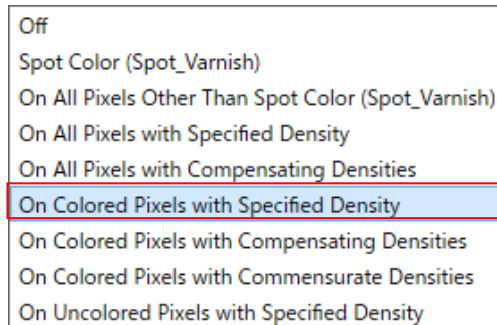 Off
Spot Color (Spot_Varnish)
On All Pixels Other Than Spot Color (Spot_Varnish)
On All Pixels with Specified Density
On All Pixels with Compensating Densities
On Colored Pixels with Specified Density
On Colored Pixels with Compensating Densities
On Colored Pixels with Commensurate Densities
On Uncolored Pixels with Specified Density